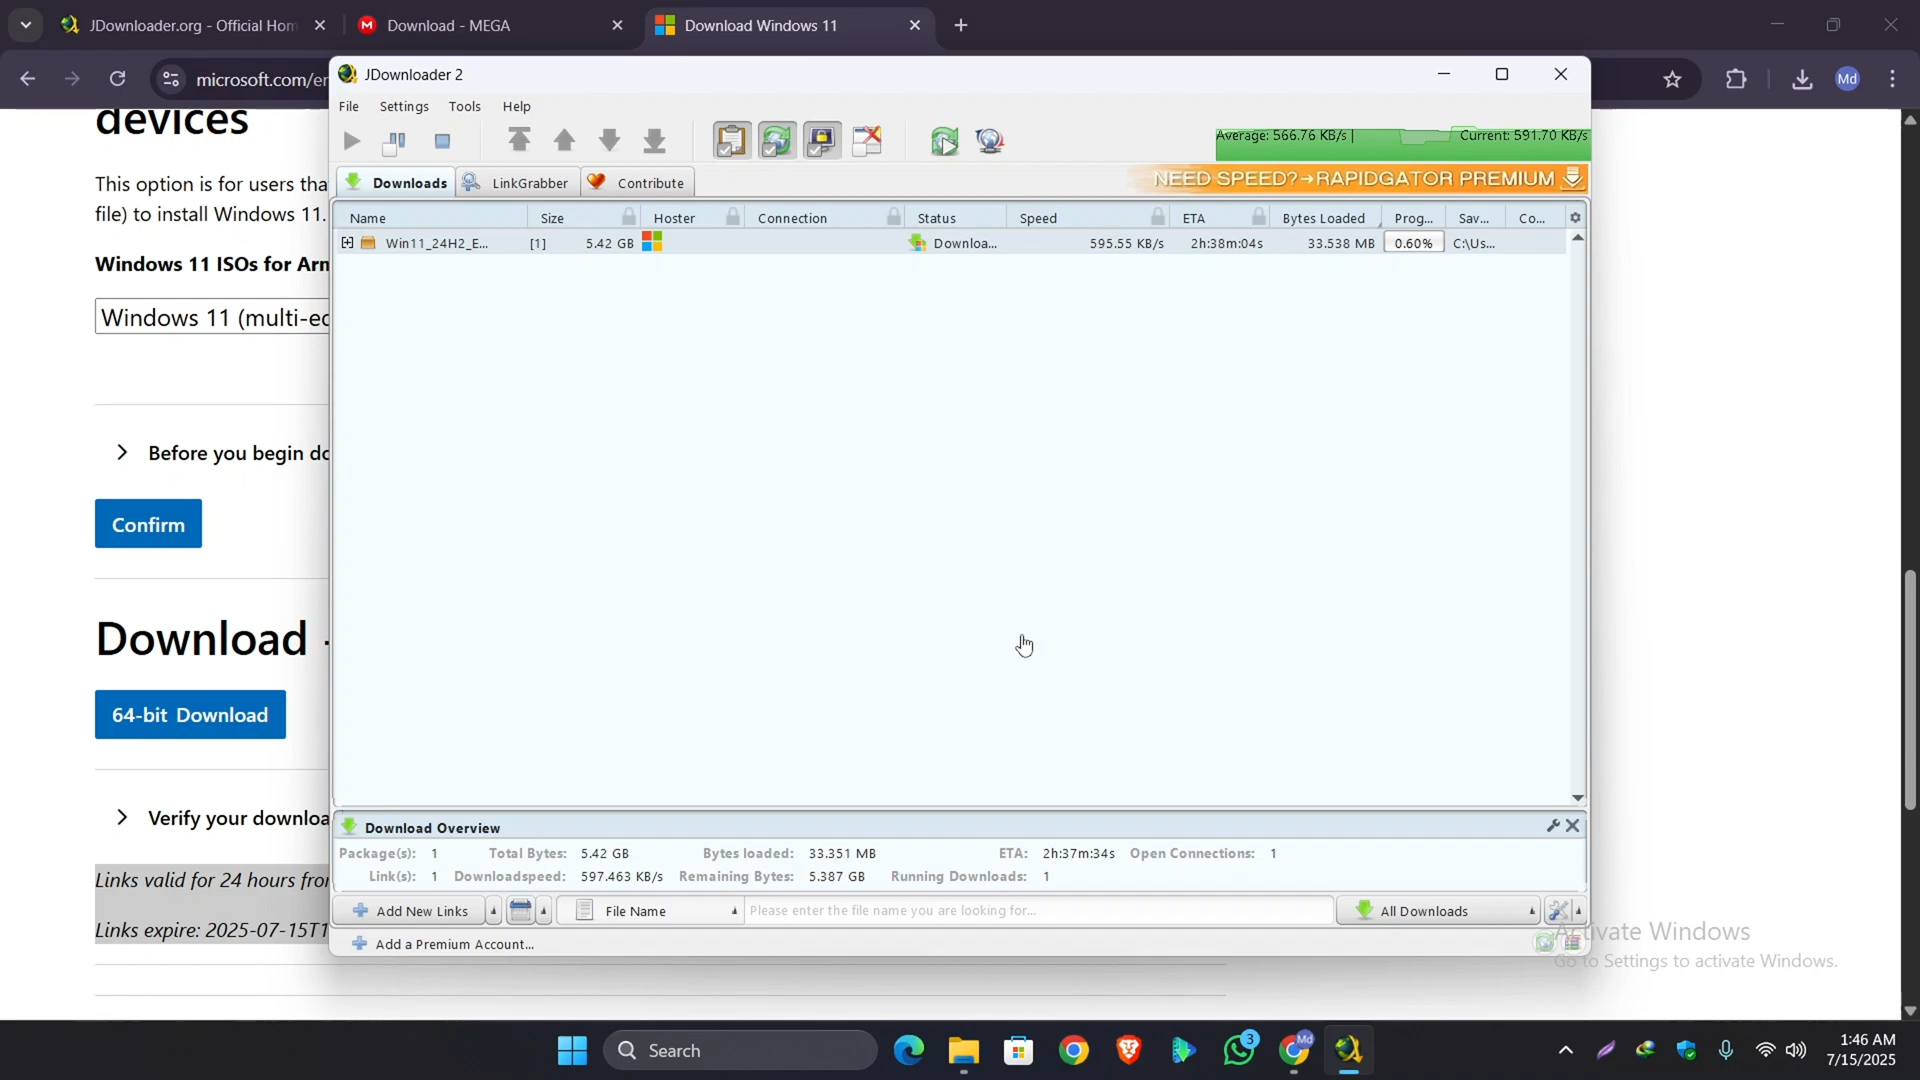 JDownloader.org - Official Hom
Download - MEGA
Download Windows 11
microsoft.com/en
Md
devices
This option is for users tha
file) to install Windows 11.
Windows 11 ISOs for Arm
Windows 11 (multi-ed
Before you begin do
Confirm
Download -
64-bit Download
Verify your downloa
Links valid for 24 hours from
Links expire: 2025-07-15T1
JDownloader 2
File Settings Tools Help
Average: 566.76 KB/s Current: 591.70 KB/s
Downloads LinkGrabber Contribute
NEED SPEED?→RAPIDGATOR PREMIUM
Name Size Hoster Connection Status Speed ETA Bytes Loaded Prog... Sav... Co...
Win11_24H2_E... [1] 5.42 GB Downloa... 595.55 KB/s 2h:38m:04s 33.538 MB 0.60% C:\Us...
Download Overview
Package(s): 1 Total Bytes: 5.42 GB Bytes loaded: 33.351 MB ETA: 2h:37m:34s Open Connections: 1
Link(s): 1 Downloadspeed: 597.463 KB/s Remaining Bytes: 5.387 GB Running Downloads: 1
Add New Links File Name Please enter the file name you are looking for... All Downloads
Add a Premium Account...
Activate Windows
Go to Settings to activate Windows.
Search
3
Md
1:46 AM
7/15/2025